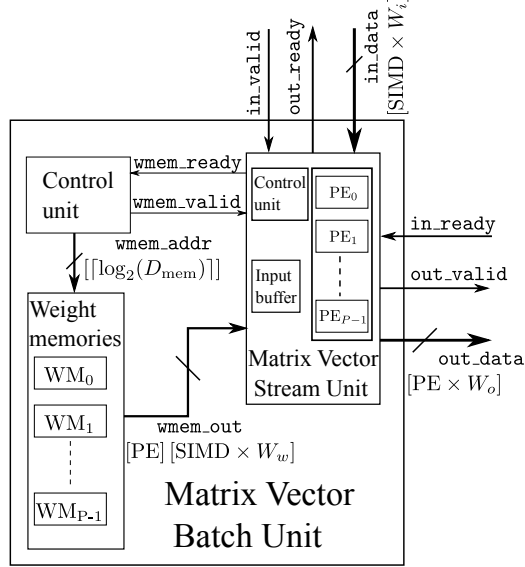 in_valid
out_ready
in_data
[SIMD × W_i]
Control
unit
wmem_ready
wmem_valid
Control
unit
PE_0
PE_1
PE_{P−1}
Input
buffer
Matrix Vector
Stream Unit
in_ready
out_valid
out_data
[PE × W_o]
wmem_addr
[⌈log_2(D_mem)⌉]
Weight
memories
WM_0
WM_1
WM_{P-1}
wmem_out
[PE] [SIMD × W_w]
Matrix Vector
Batch Unit